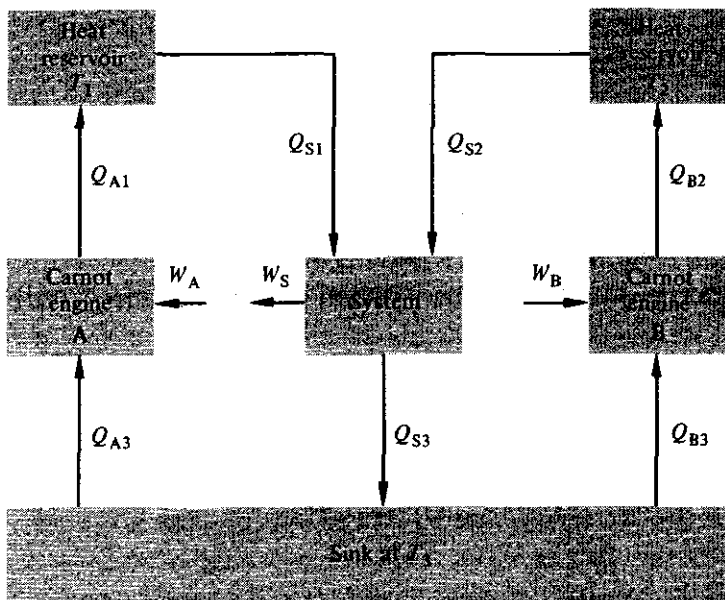 Heat
reservoir
T₁
Heat
Q_S1
Q_S2
Q_A1
Q_B2
Carnot
engine
A
W_A
W_S
System
W_B
Carnot
engine
B
Q_A3
Q_S3
Q_B3
Sink at T₃